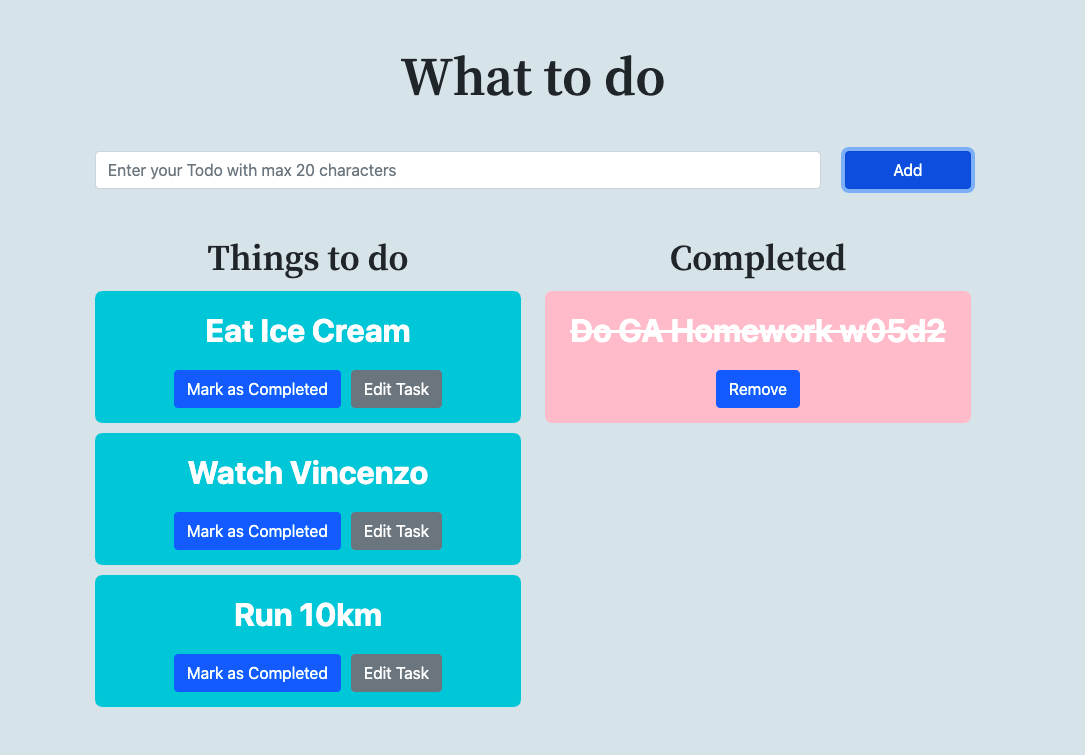 What to do
Enter your Todo with max 20 characters
Add
Things to do
Eat Ice Cream
Mark as Completed
Edit Task
Watch Vincenzo
Mark as Completed
Edit Task
Run 10km
Mark as Completed
Edit Task
Completed
Do GA Homework w05d2
Remove